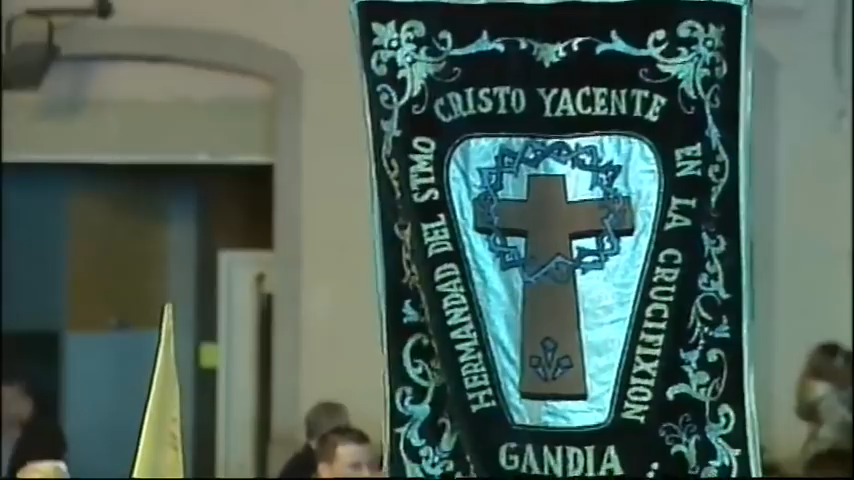 HERMANDAD DEL STMO
CRISTO YACENTE
EN LA CRUCIFIXION
GANDIA